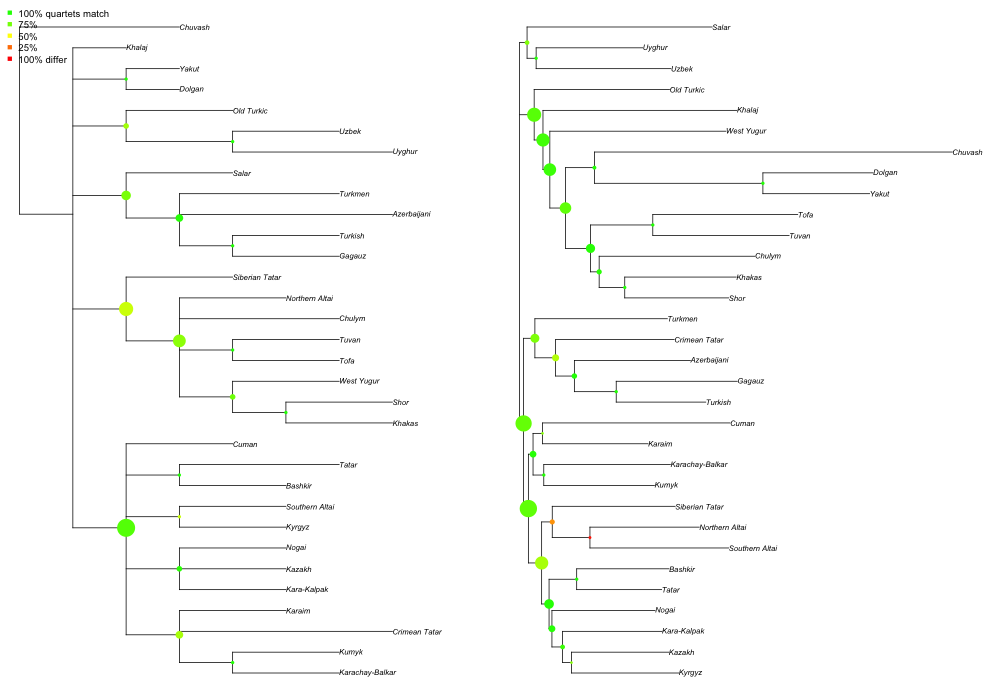 100% quartets match
75%
50%
25%
100% differ
Chuvash
Khalaj
Yakut
Dolgan
Old Turkic
Uzbek
Uyghur
Salar
Turkmen
Azerbaijani
Turkish
Gagauz
Siberian Tatar
Northern Altai
Chulym
Tuvan
Tofa
West Yugur
Shor
Khakas
Cuman
Tatar
Bashkir
Southern Altai
Kyrgyz
Nogai
Kazakh
Kara-Kalpak
Karaim
Crimean Tatar
Kumyk
Karachay-Balkar
Salar
Uyghur
Uzbek
Old Turkic
Khalaj
West Yugur
Chuvash
Dolgan
Yakut
Tofa
Tuvan
Chulym
Khakas
Shor
Turkmen
Crimean Tatar
Azerbaijani
Gagauz
Turkish
Cuman
Karaim
Karachay-Balkar
Kumyk
Siberian Tatar
Northern Altai
Southern Altai
Bashkir
Tatar
Nogai
Kara-Kalpak
Kazakh
Kyrgyz